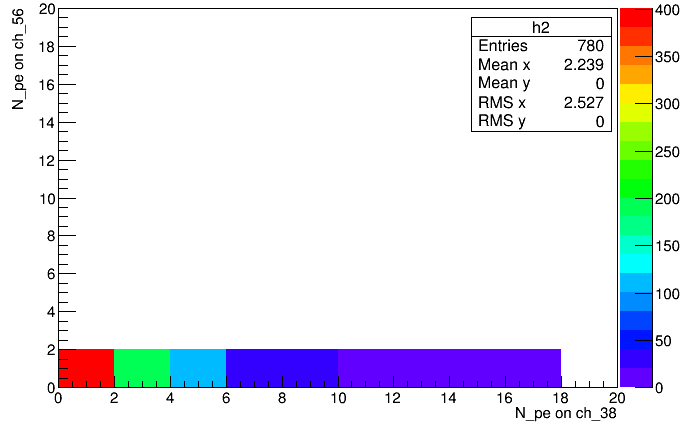 N_pe on ch_56
20
18
16
14
12
10
8
6
4
2
0
h2
Entries 780
Mean x 2.239
Mean y 0
RMS x 2.527
RMS y 0
400
350
300
250
200
150
100
50
0
0 2 4 6 8 10 12 14 16 18 20
N_pe on ch_38